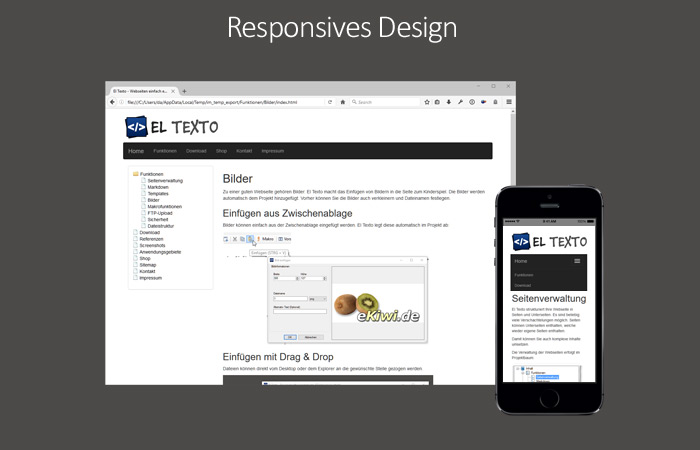 Responsives Design
El Texto - Webseiten einfach e...
file:///C:/Users/da/AppData/Local/Temp/m_temp_export/Funktionen/Bilder/index.html
Search
</> EL TEXTO
Home Funktionen Download Shop Kontakt Impressum
Funktionen
Seitenverwaltung
Markdown
Templates
Bilder
Makrofunktionen
FTP-Upload
Sicherheit
Datestruktur
Download
Referenzen
Screenshots
Anwendungsgebiete
Shop
Sitemap
Kontakt
Impressum
Bilder
Zu einer guten Webseite gehören Bilder. El Texto macht das Einfügen von Bildern in die Seite zum Kinderspiel. Die Bilder werden
automatisch dem Projekt hinzugefügt. Vorher können Sie die Bilder auch verkleinern und Dateinamen festlegen.
Einfügen aus Zwischenablage
Bilder können einfach aus der Zwischenablage eingefügt werden. El Texto legt diese automatisch im Projekt ab:
Makro
Einfügen (STRG + V)
OK
Abbrechen
eKiwi.de
Einfügen mit Drag & Drop
Dateien können direkt vom Desktop oder dem Explorer an die gewünschte Stelle gezogen werden:
</> EL TEXTO
Home
Funktionen
Download
Seitenverwaltung
El Texto strukturiert Ihre Webseite in
Seiten und Unterseiten. Es sind beliebig
viele Verschachtelungen möglich. Seiten
können Unterseiten enthalten, welche
wieder eigene Seiten enthalten.
Damit können Sie auch komplexe Inhalte
umsetzen.
Die Verwaltung der Webseiten erfolgt im
Projektbaum:
Funktionen